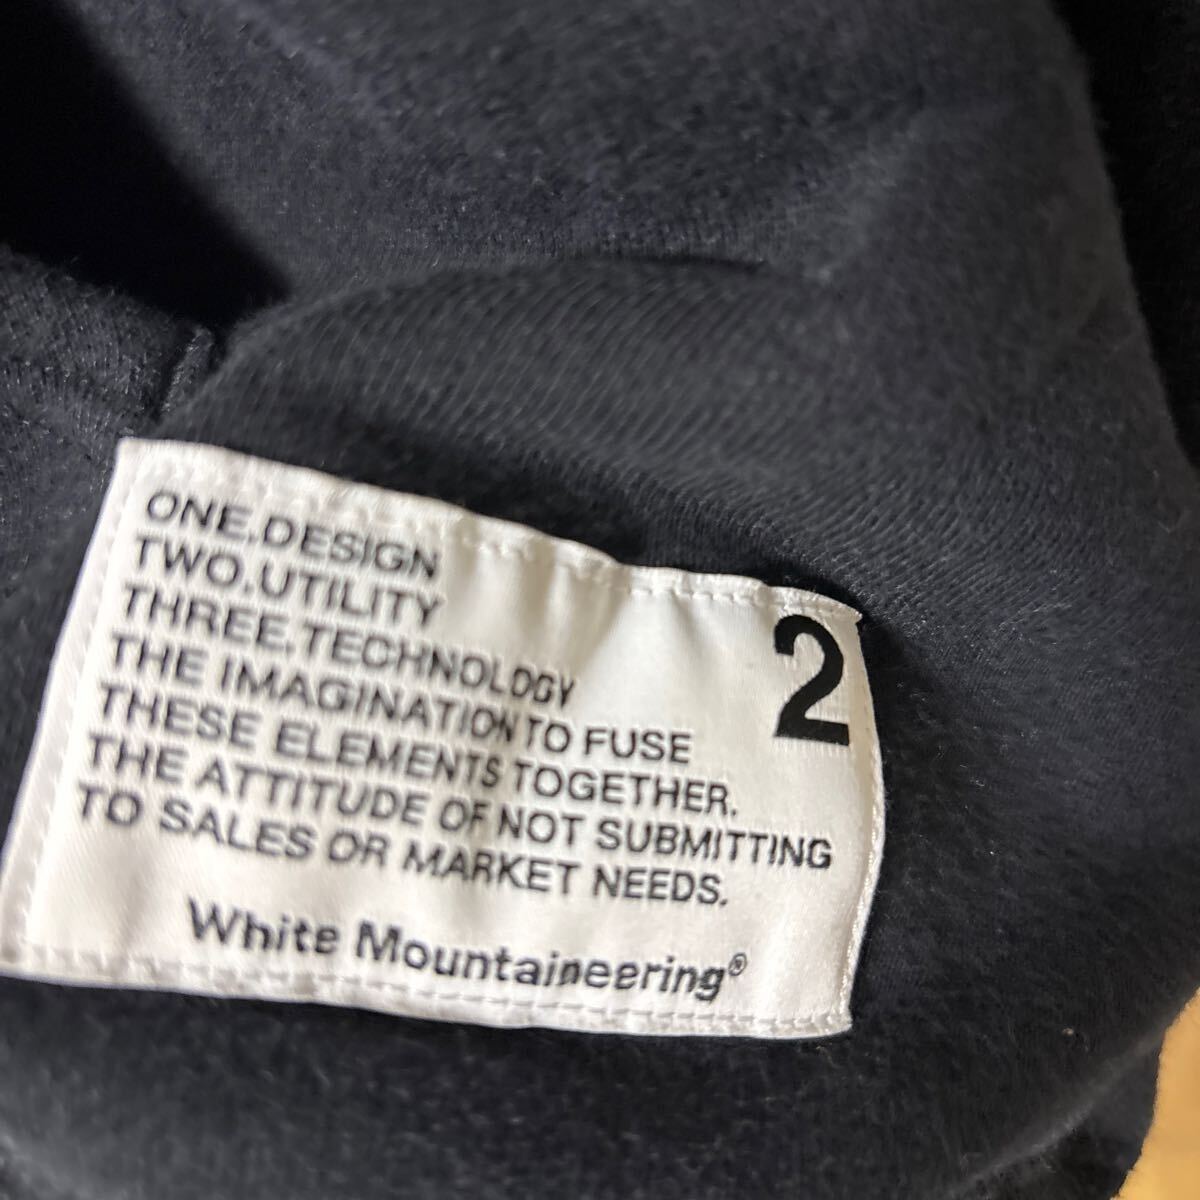 ONE.DESIGN
TWO.UTILITY
THREE.TECHNOLOGY
THE IMAGINATION TO FUSE
THESE ELEMENTS TOGETHER.
THE ATTITUDE OF NOT SUBMITTING
TO SALES OR MARKET NEEDS.
2
White Mountaineering®